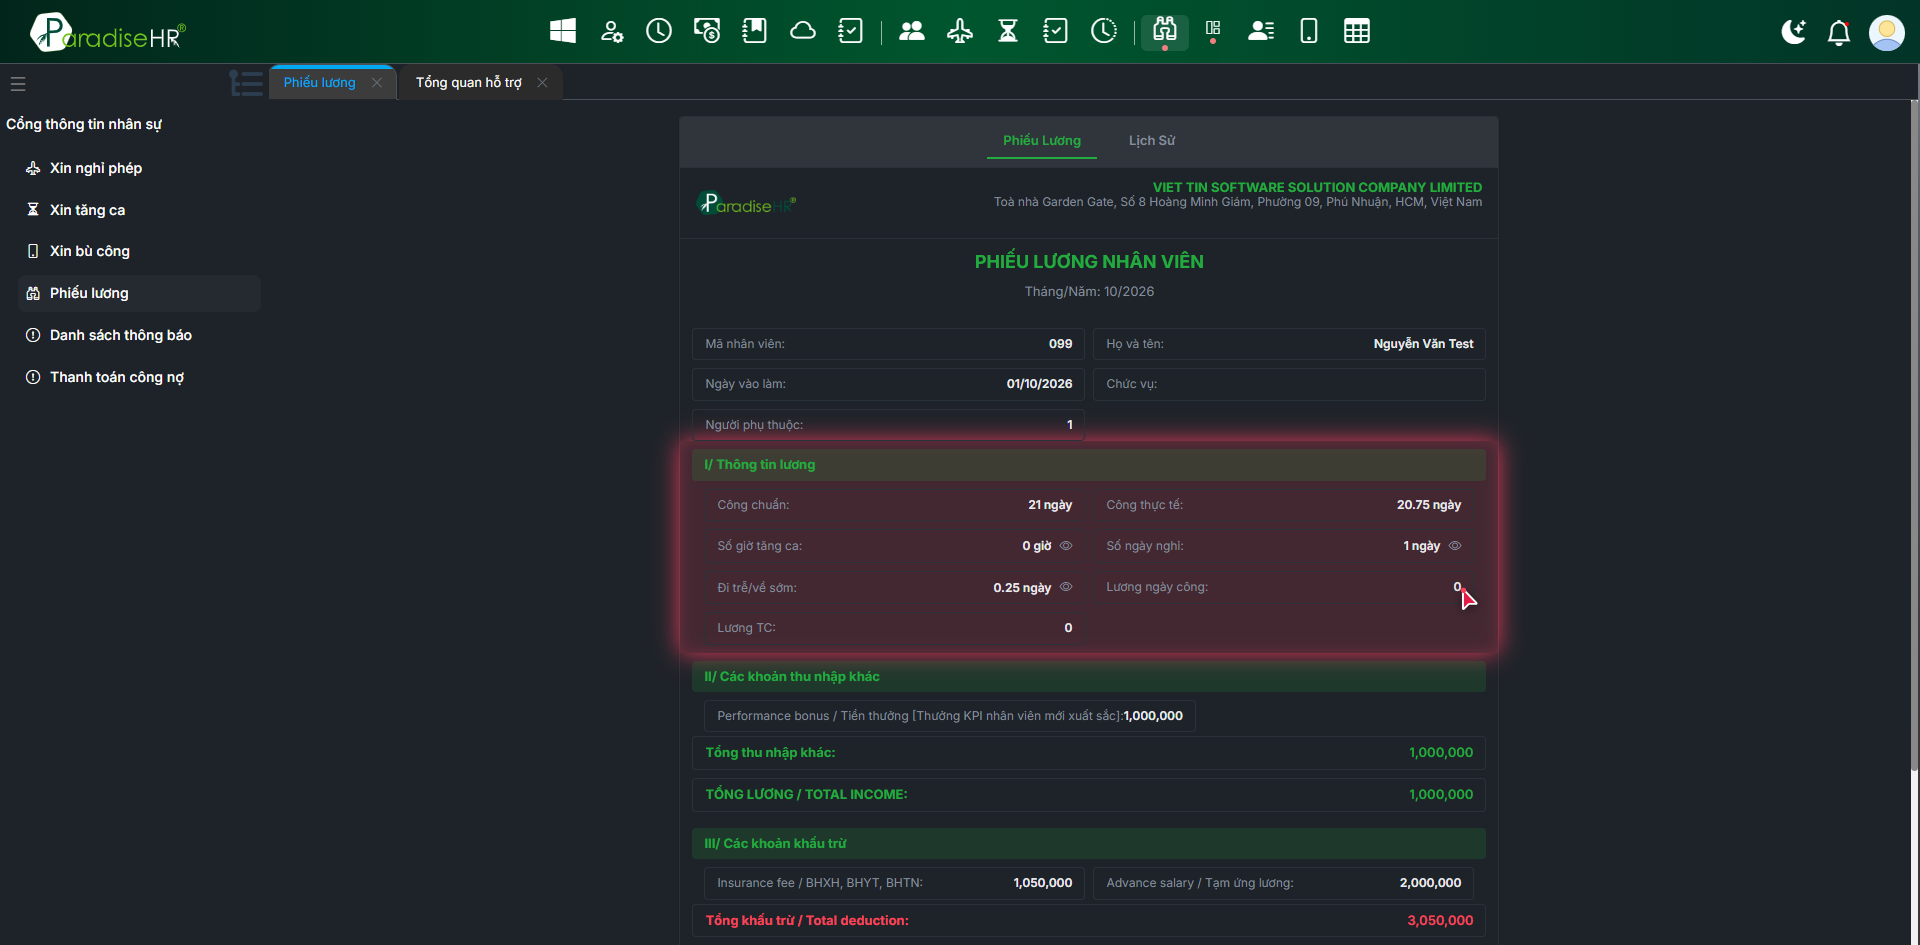 ParadiseHR®
Phiếu lương
Tổng quan hỗ trợ
Cổng thông tin nhân sự
Xin nghỉ phép
Xin tăng ca
Xin bù công
Phiếu lương
Danh sách thông báo
Thanh toán công nợ
Phiếu Lương
Lịch Sử
ParadiseHR®
VIET TIN SOFTWARE SOLUTION COMPANY LIMITED
Toà nhà Garden Gate, Số 8 Hoàng Minh Giám, Phường 09, Phú Nhuận, HCM, Việt Nam
PHIẾU LƯƠNG NHÂN VIÊN
Tháng/Năm: 10/2026
Mã nhân viên: 099
Họ và tên: Nguyễn Văn Test
Ngày vào làm: 01/10/2026
Chức vụ:
Người phụ thuộc: 1
I/ Thông tin lương
Công chuẩn: 21 ngày
Công thực tế: 20.75 ngày
Số giờ tăng ca: 0 giờ
Số ngày nghỉ: 1 ngày
Đi trễ/về sớm: 0.25 ngày
Lương ngày công: 0
Lương TC: 0
II/ Các khoản thu nhập khác
Performance bonus / Tiền thưởng [Thưởng KPI nhân viên mới xuất sắc]:1,000,000
Tổng thu nhập khác: 1,000,000
TỔNG LƯƠNG / TOTAL INCOME: 1,000,000
III/ Các khoản khấu trừ
Insurance fee / BHXH, BHYT, BHTN: 1,050,000
Advance salary / Tạm ứng lương: 2,000,000
Tổng khấu trừ / Total deduction: 3,050,000